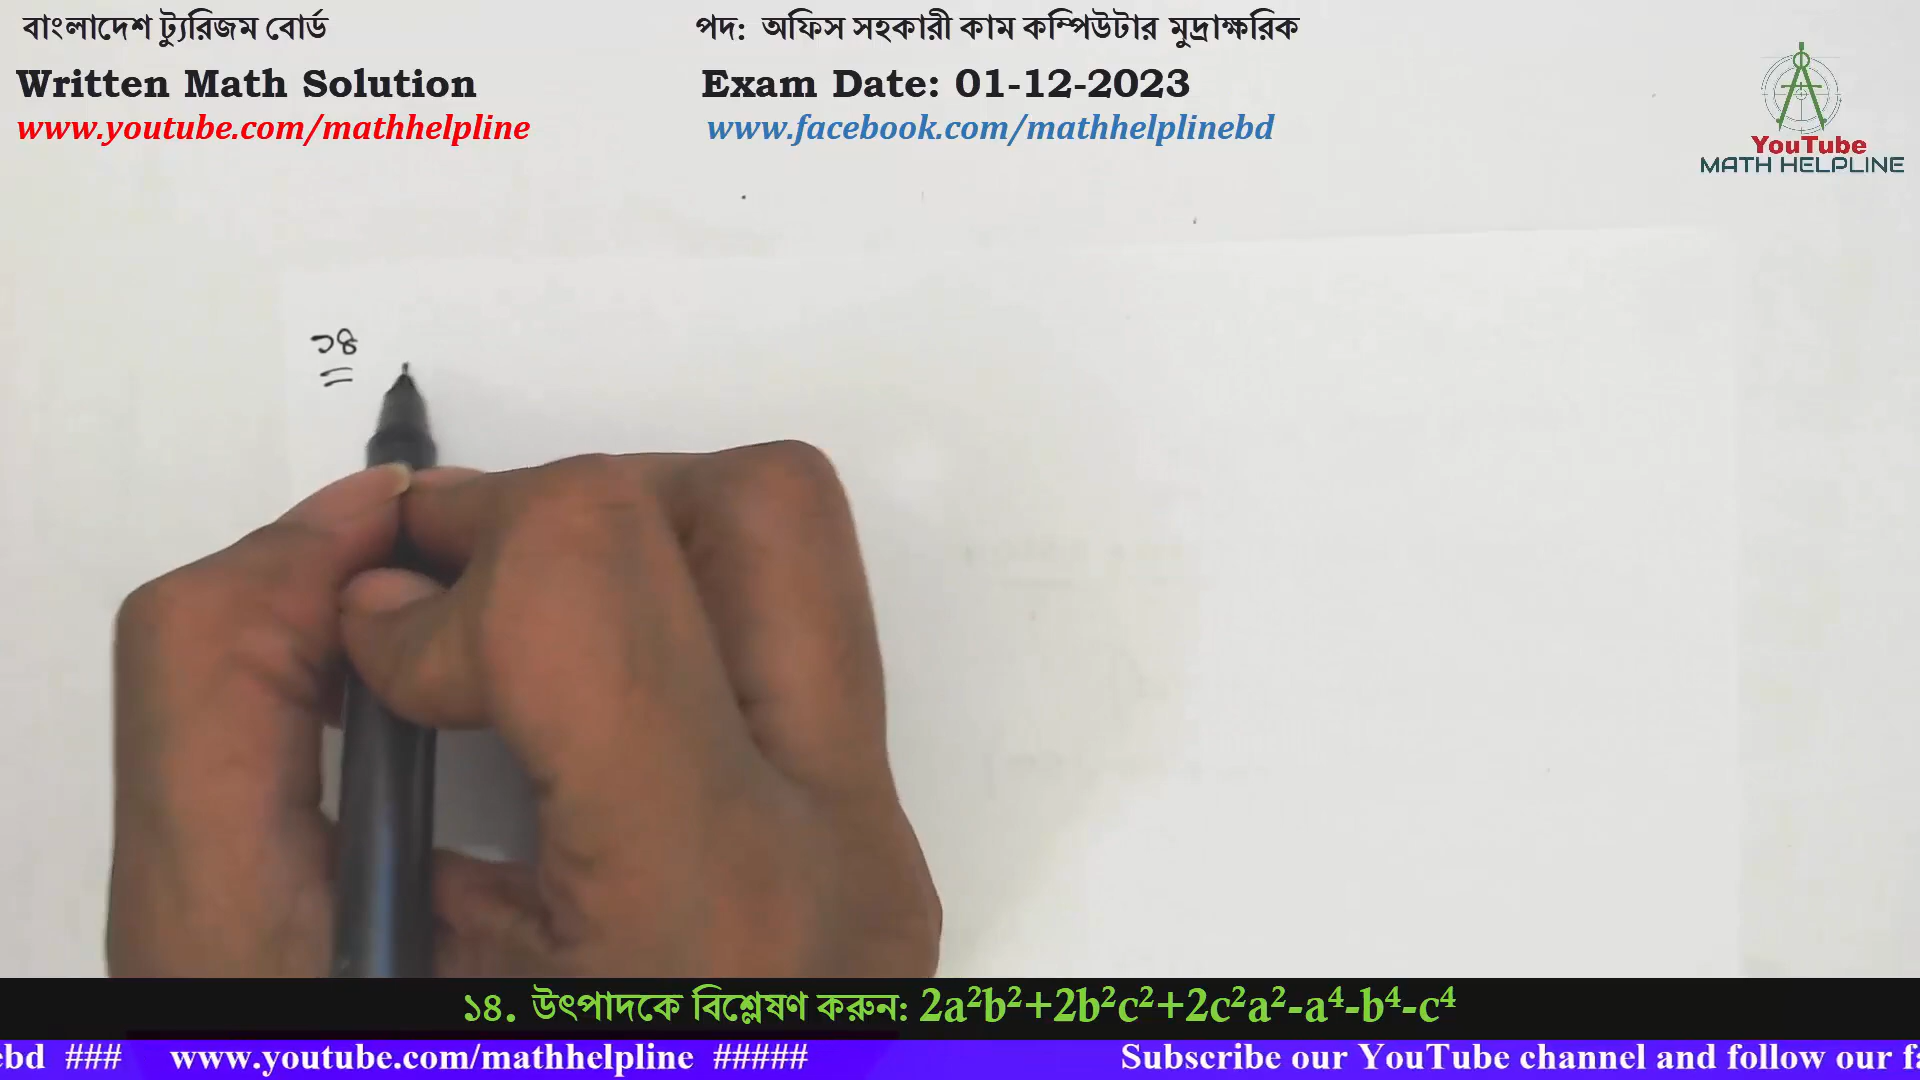 বাংলাদেশ ট্যুরিজম বোর্ড
পদ: অফিস সহকারী কাম কম্পিউটার মুদ্রাক্ষরিক
Written Math Solution
Exam Date: 01-12-2023
www.youtube.com/mathhelpline
www.facebook.com/mathhelplinebd
YouTube
MATH HELPLINE
১৪
১৪. উৎপাদকে বিশ্লেষণ করুন: 2a²b²+2b²c²+2c²a²-a⁴-b⁴-c⁴
ebd ### www.youtube.com/mathhelpline ##### Subscribe our YouTube channel and follow our fa